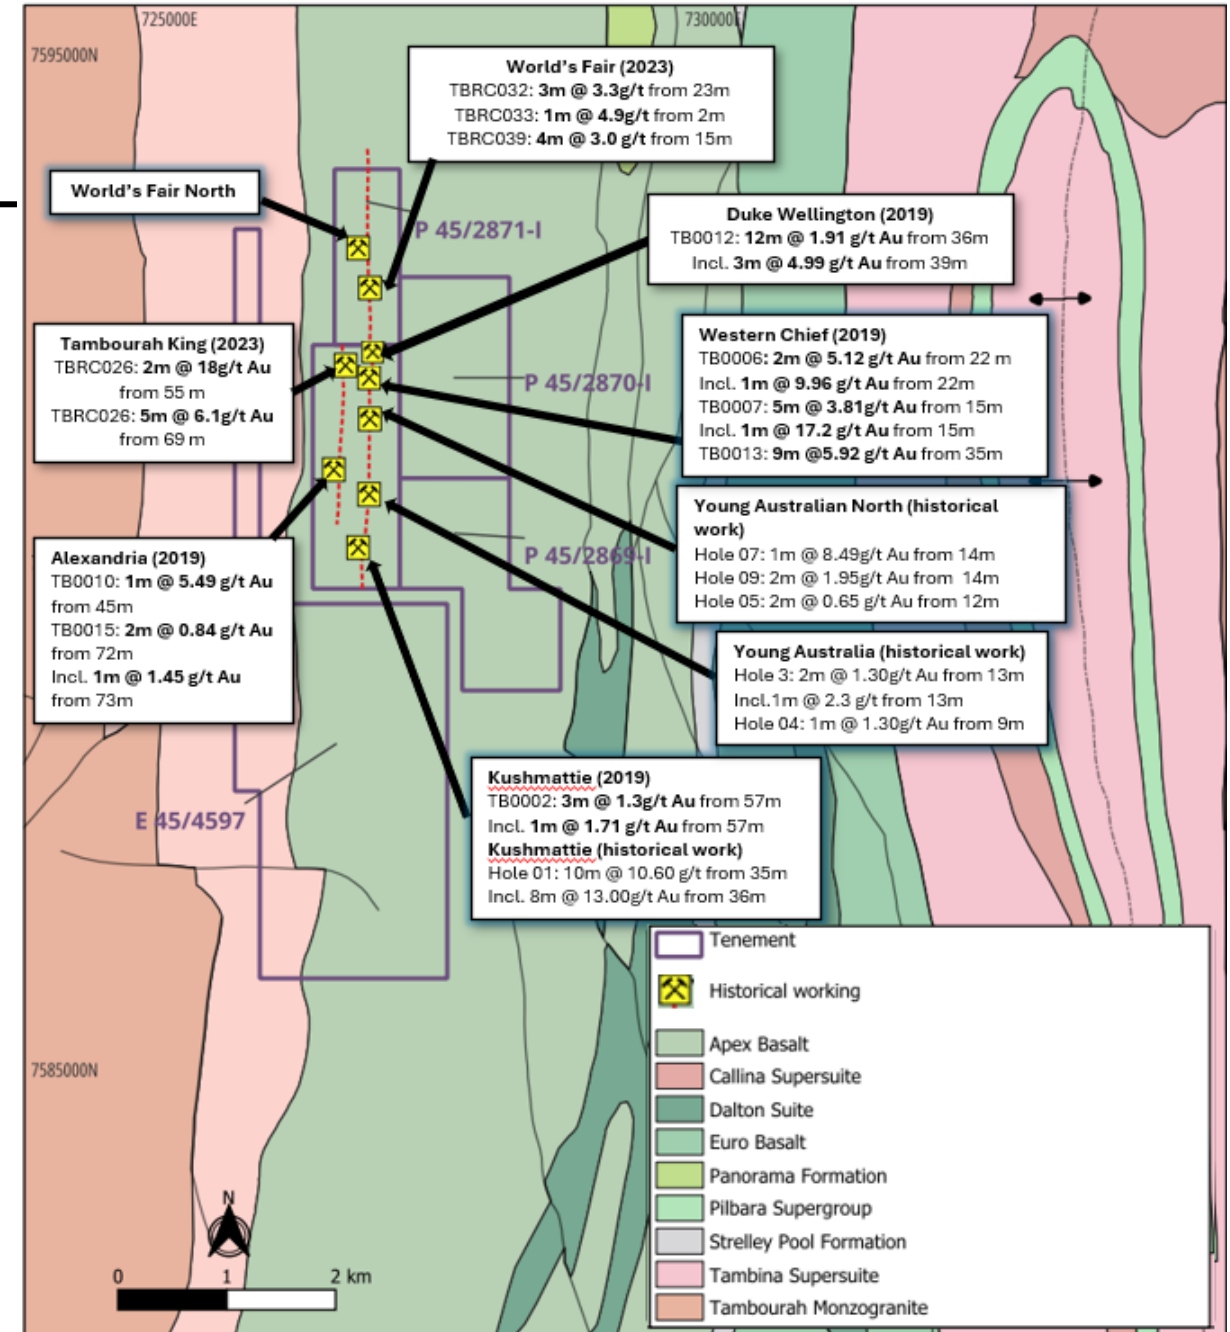 725000E
730000E
7595000N
World's Fair (2023)
TBRC032: 3m @ 3.3g/t from 23m
TBRC033: 1m @ 4.9g/t from 2m
TBRC039: 4m @ 3.0 g/t from 15m
World's Fair North
P 45/2871-I
Duke Wellington (2019)
TB0012: 12m @ 1.91 g/t Au from 36m
Incl. 3m @ 4.99 g/t Au from 39m
Tambourah King (2023)
TBRC026: 2m @ 18g/t Au
from 55 m
TBRC026: 5m @ 6.1g/t Au
from 69 m
Western Chief (2019)
TB0006: 2m @ 5.12 g/t Au from 22 m
Incl. 1m @ 9.96 g/t Au from 22m
TB0007: 5m @ 3.81g/t Au from 15m
Incl. 1m @ 17.2 g/t Au from 15m
TB0013: 9m @5.92 g/t Au from 35m
P 45/2870-I
Young Australian North (historical
work)
Hole 07: 1m @ 8.49g/t Au from 14m
Hole 09: 2m @ 1.95g/t Au from 14m
Hole 05: 2m @ 0.65 g/t Au from 12m
P 45/2869-I
Alexandria (2019)
TB0010: 1m @ 5.49 g/t Au
from 45m
TB0015: 2m @ 0.84 g/t Au
from 72m
Incl. 1m @ 1.45 g/t Au
from 73m
Young Australia (historical work)
Hole 3: 2m @ 1.30g/t Au from 13m
Incl.1m @ 2.3 g/t from 13m
Hole 04: 1m @ 1.30g/t Au from 9m
Kushmattie (2019)
TB0002: 3m @ 1.3g/t Au from 57m
Incl. 1m @ 1.71 g/t Au from 57m
Kushmattie (historical work)
Hole 01: 10m @ 10.60 g/t from 35m
Incl. 8m @ 13.00g/t Au from 36m
E 45/4597
7585000N
Tenement
Historical working
Apex Basalt
Callina Supersuite
Dalton Suite
Euro Basalt
Panorama Formation
Pilbara Supergroup
Strelley Pool Formation
Tambina Supersuite
Tambourah Monzogranite
N
0 1 2 km